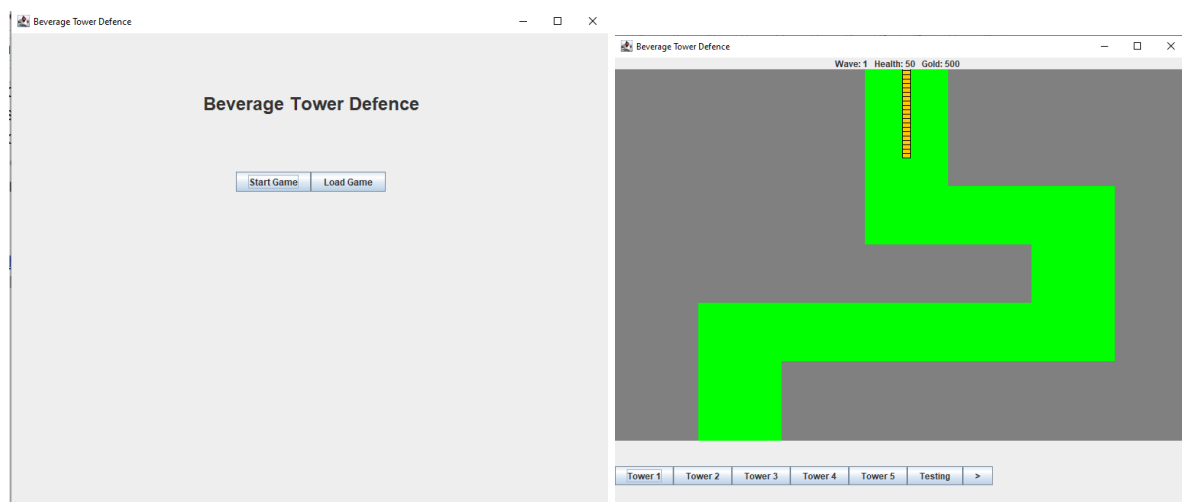 Beverage Tower Defence
Beverage Tower Defence
Start Game Load Game
Beverage Tower Defence
Wave: 1 Health: 50 Gold: 500
Tower 1 Tower 2 Tower 3 Tower 4 Tower 5 Testing >